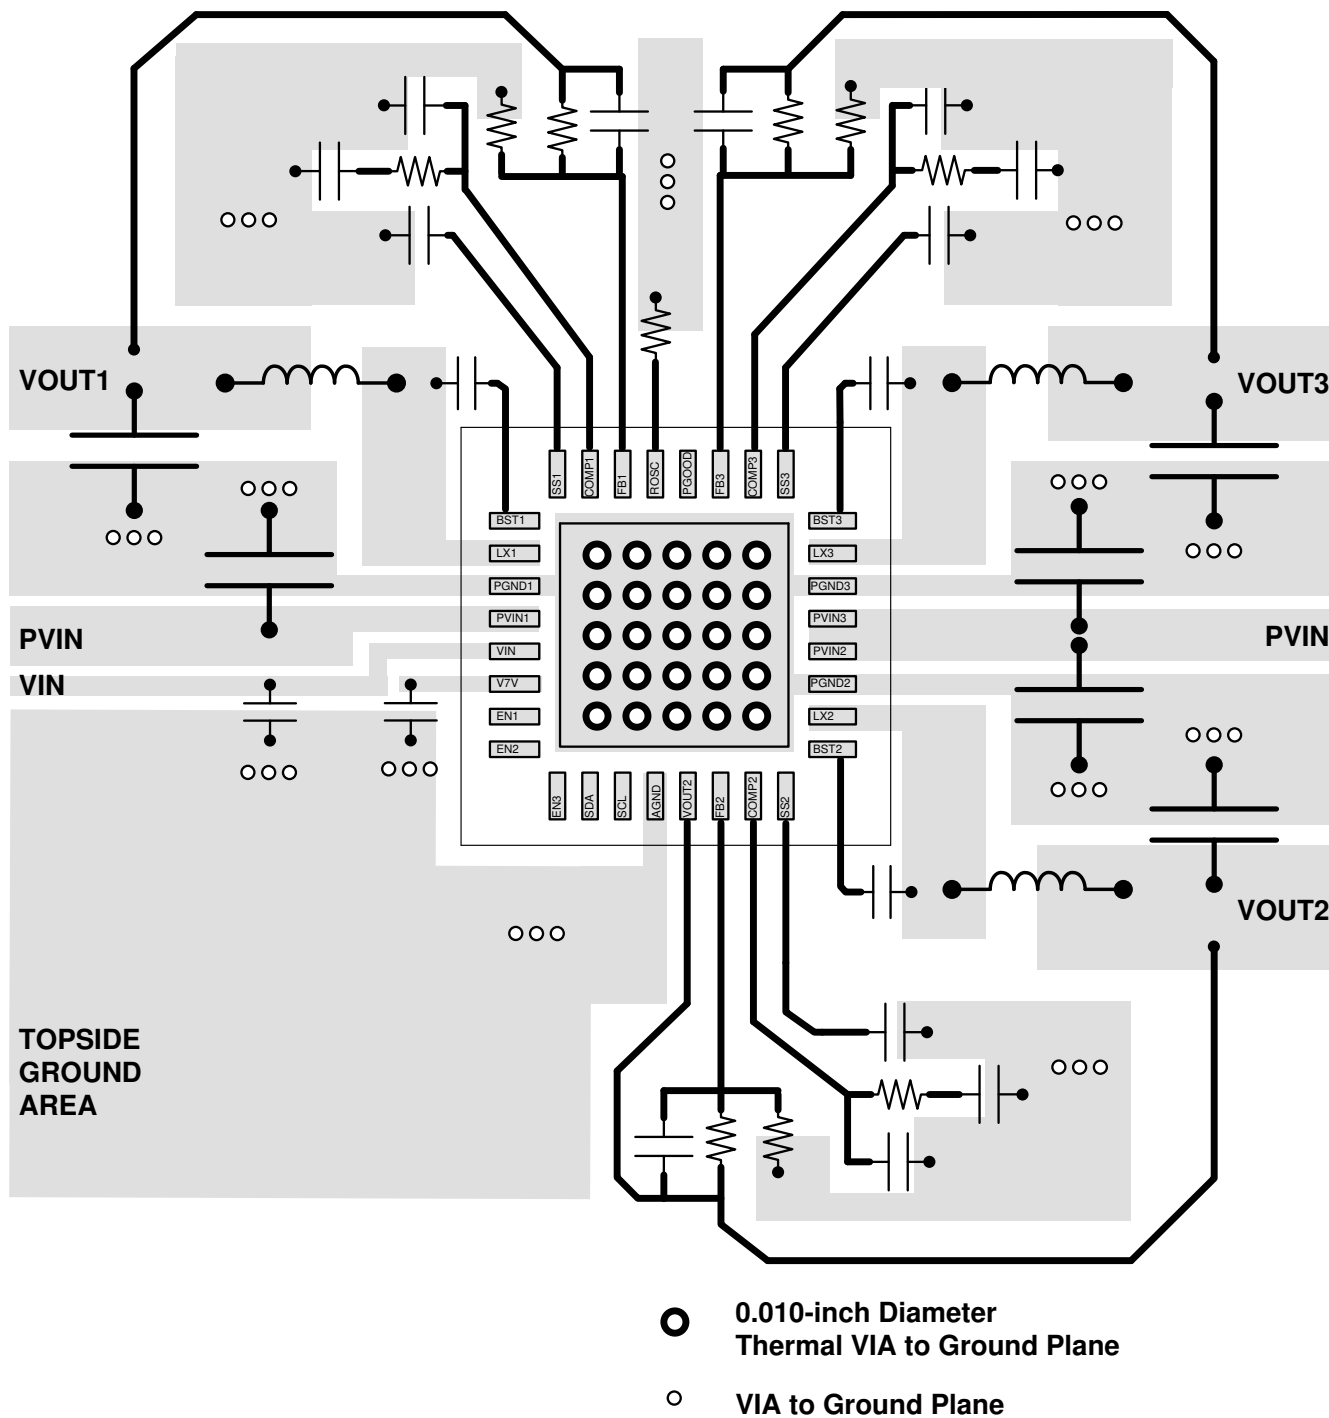 VOUT1
VOUT3
SS1
COMP1
FB1
ROSC
PGOOD
FB3
COMP3
SS3
BST1
BST3
LX1
LX3
PGND1
PGND3
PVIN1
PVIN3
PVIN
PVIN
VIN
PVIN2
VIN
V7V
PGND2
EN1
LX2
EN2
BST2
EN3
SDA
SCL
AGND
VOUT2
FB2
COMP2
SS2
VOUT2
TOPSIDE
GROUND
AREA
0.010-inch Diameter
Thermal VIA to Ground Plane
VIA to Ground Plane